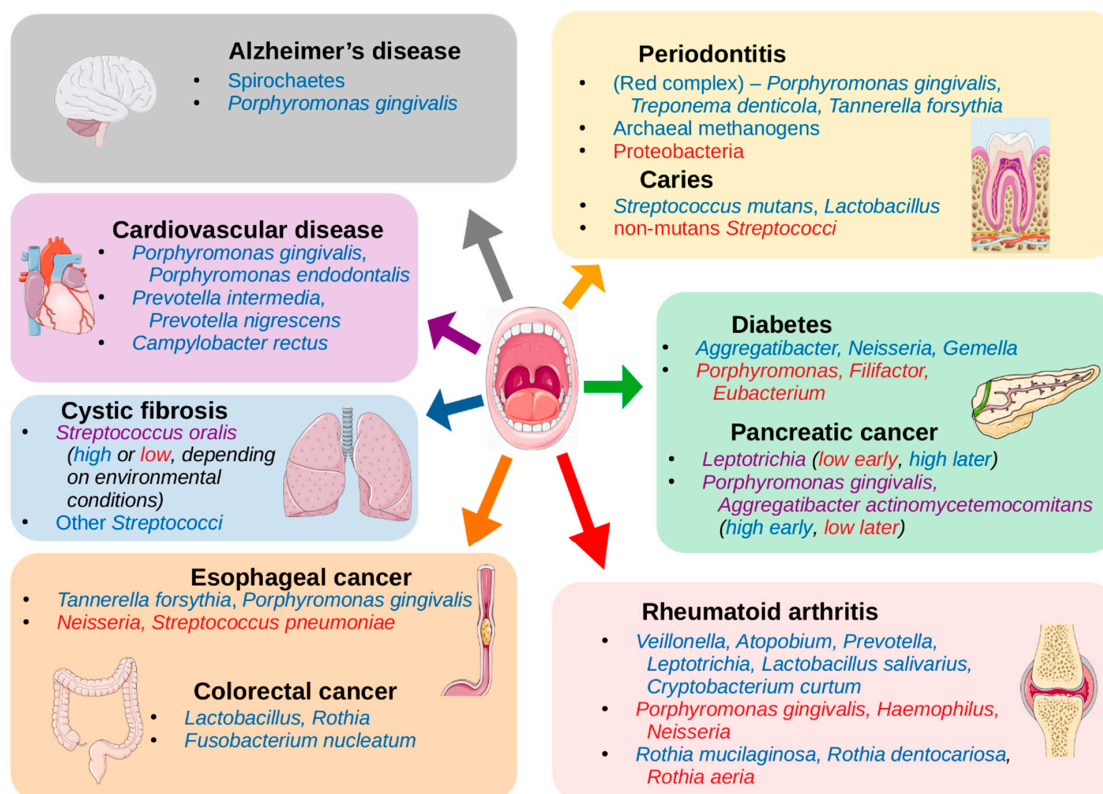 Alzheimer's disease
• Spirochaetes
• Porphyromonas gingivalis
Periodontitis
• (Red complex) – Porphyromonas gingivalis,
Treponema denticola, Tannerella forsythia
• Archaeal methanogens
• Proteobacteria
Caries
• Streptococcus mutans, Lactobacillus
• non-mutans Streptococci
Cardiovascular disease
• Porphyromonas gingivalis,
Porphyromonas endodontalis
• Prevotella intermedia,
Prevotella nigrescens
• Campylobacter rectus
Diabetes
• Aggregatibacter, Neisseria, Gemella
• Porphyromonas, Filifactor,
Eubacterium
Pancreatic cancer
• Leptotrichia (low early, high later)
• Porphyromonas gingivalis,
Aggregatibacter actinomycetemcomitans
(high early, low later)
Cystic fibrosis
• Streptococcus oralis
(high or low, depending
on environmental
conditions)
• Other Streptococci
Esophageal cancer
• Tannerella forsythia, Porphyromonas gingivalis
• Neisseria, Streptococcus pneumoniae
Colorectal cancer
• Lactobacillus, Rothia
• Fusobacterium nucleatum
Rheumatoid arthritis
• Veillonella, Atopobium, Prevotella,
Leptotrichia, Lactobacillus salivarius,
Cryptobacterium curtum
• Porphyromonas gingivalis, Haemophilus,
Neisseria
• Rothia mucilaginosa, Rothia dentocariosa,
Rothia aeria